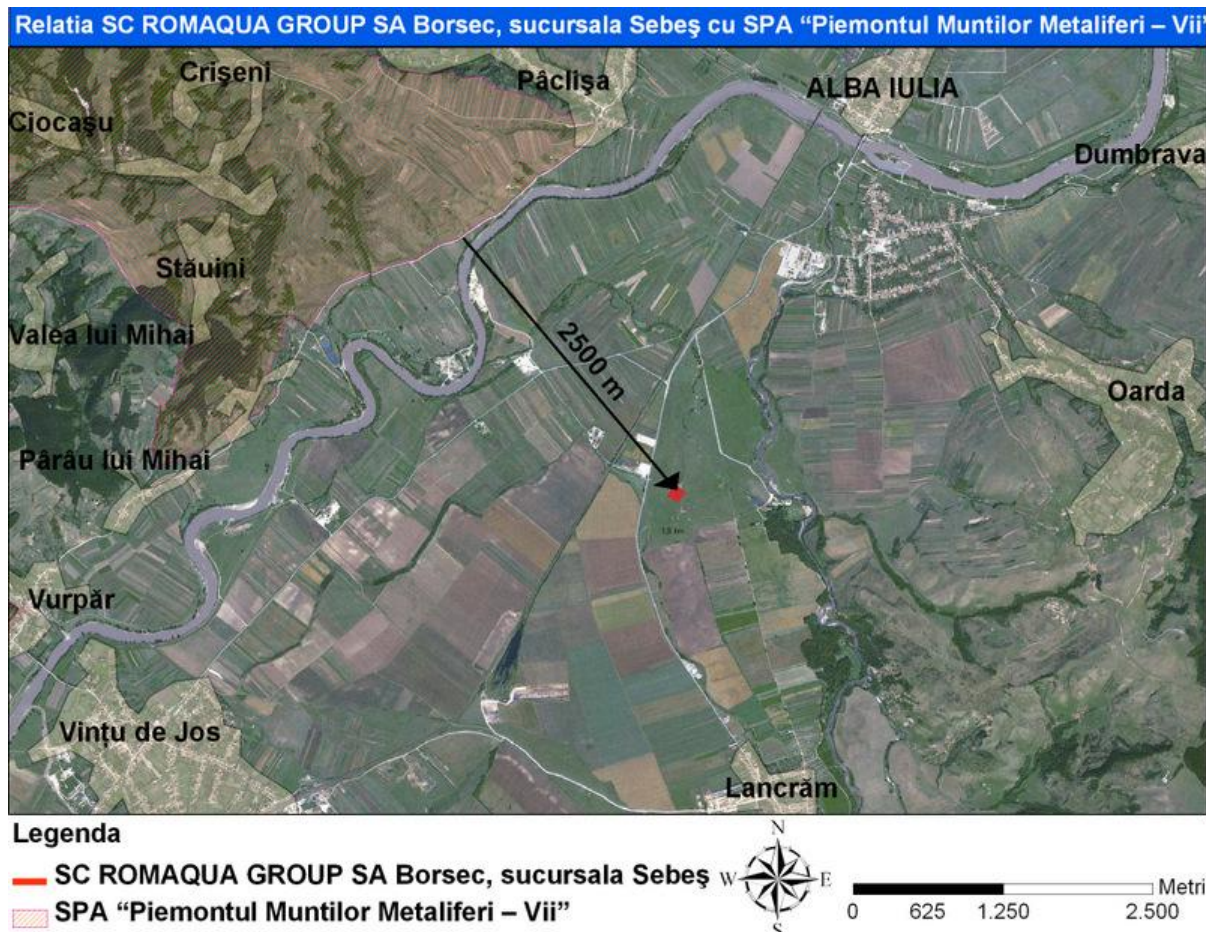 Relatia SC ROMAQUA GROUP SA Borsec, sucursala Sebeş cu SPA "Piemontul Muntilor Metaliferi – Vii"
Crişeni
Pâclişa
ALBA IULIA
Ciocaşu
Dumbrava
Stăuini
Valea lui Mihai
2500 m
Oarda
Pârâu lui Mihai
Vurpăr
Vinţu de Jos
Lancrăm
Legenda
SC ROMAQUA GROUP SA Borsec, sucursala Sebeş
SPA "Piemontul Muntilor Metaliferi – Vii"
N
W E
S
Metri
0 625 1.250 2.500